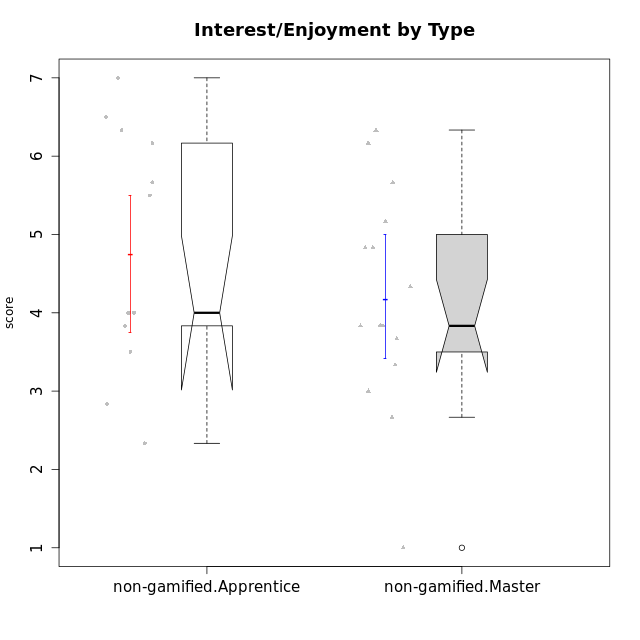 Interest/Enjoyment by Type
7
6
5
4
3
2
1
score
non-gamified.Apprentice
non-gamified.Master